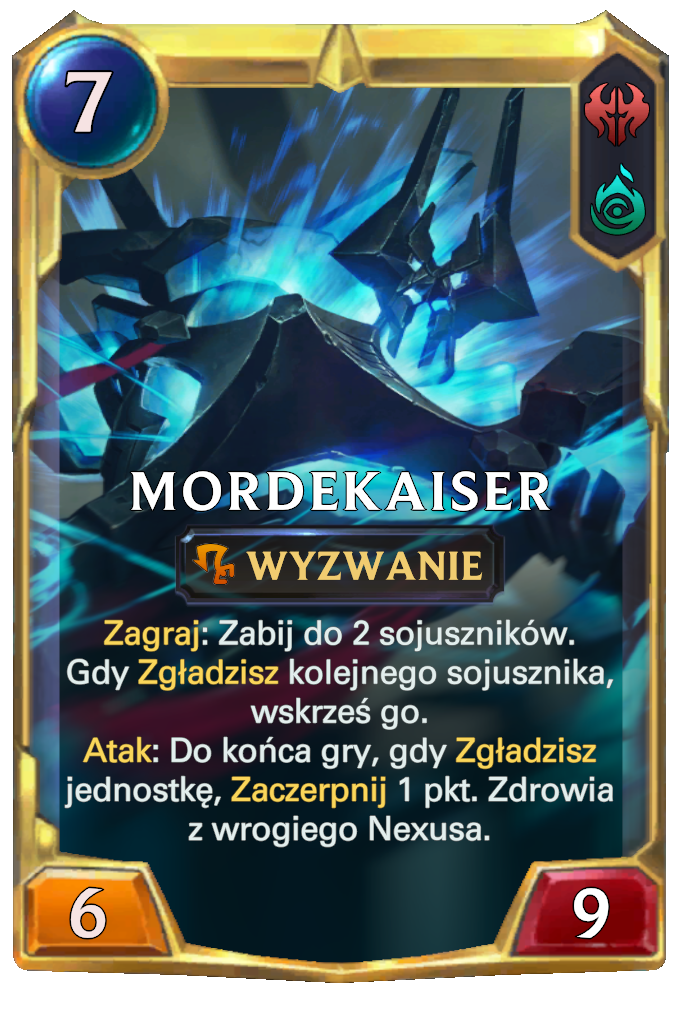 7
MORDEKAISER
WYZWANIE
Zagraj: Zabij do 2 sojuszników.
Gdy Zgładzisz kolejnego sojusznika,
wskrześ go.
Atak: Do końca gry, gdy Zgładzisz
jednostkę, Zaczerpnij 1 pkt. Zdrowia
z wrogiego Nexusa.
6
9